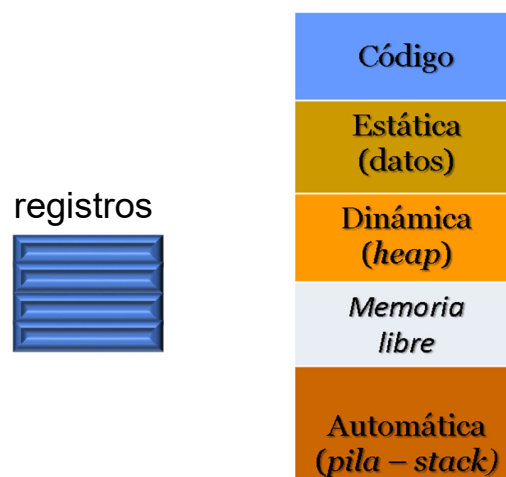 Código
Estática
(datos)
registros
Dinámica
(heap)
Memoria
libre
Automática
(pila – stack)